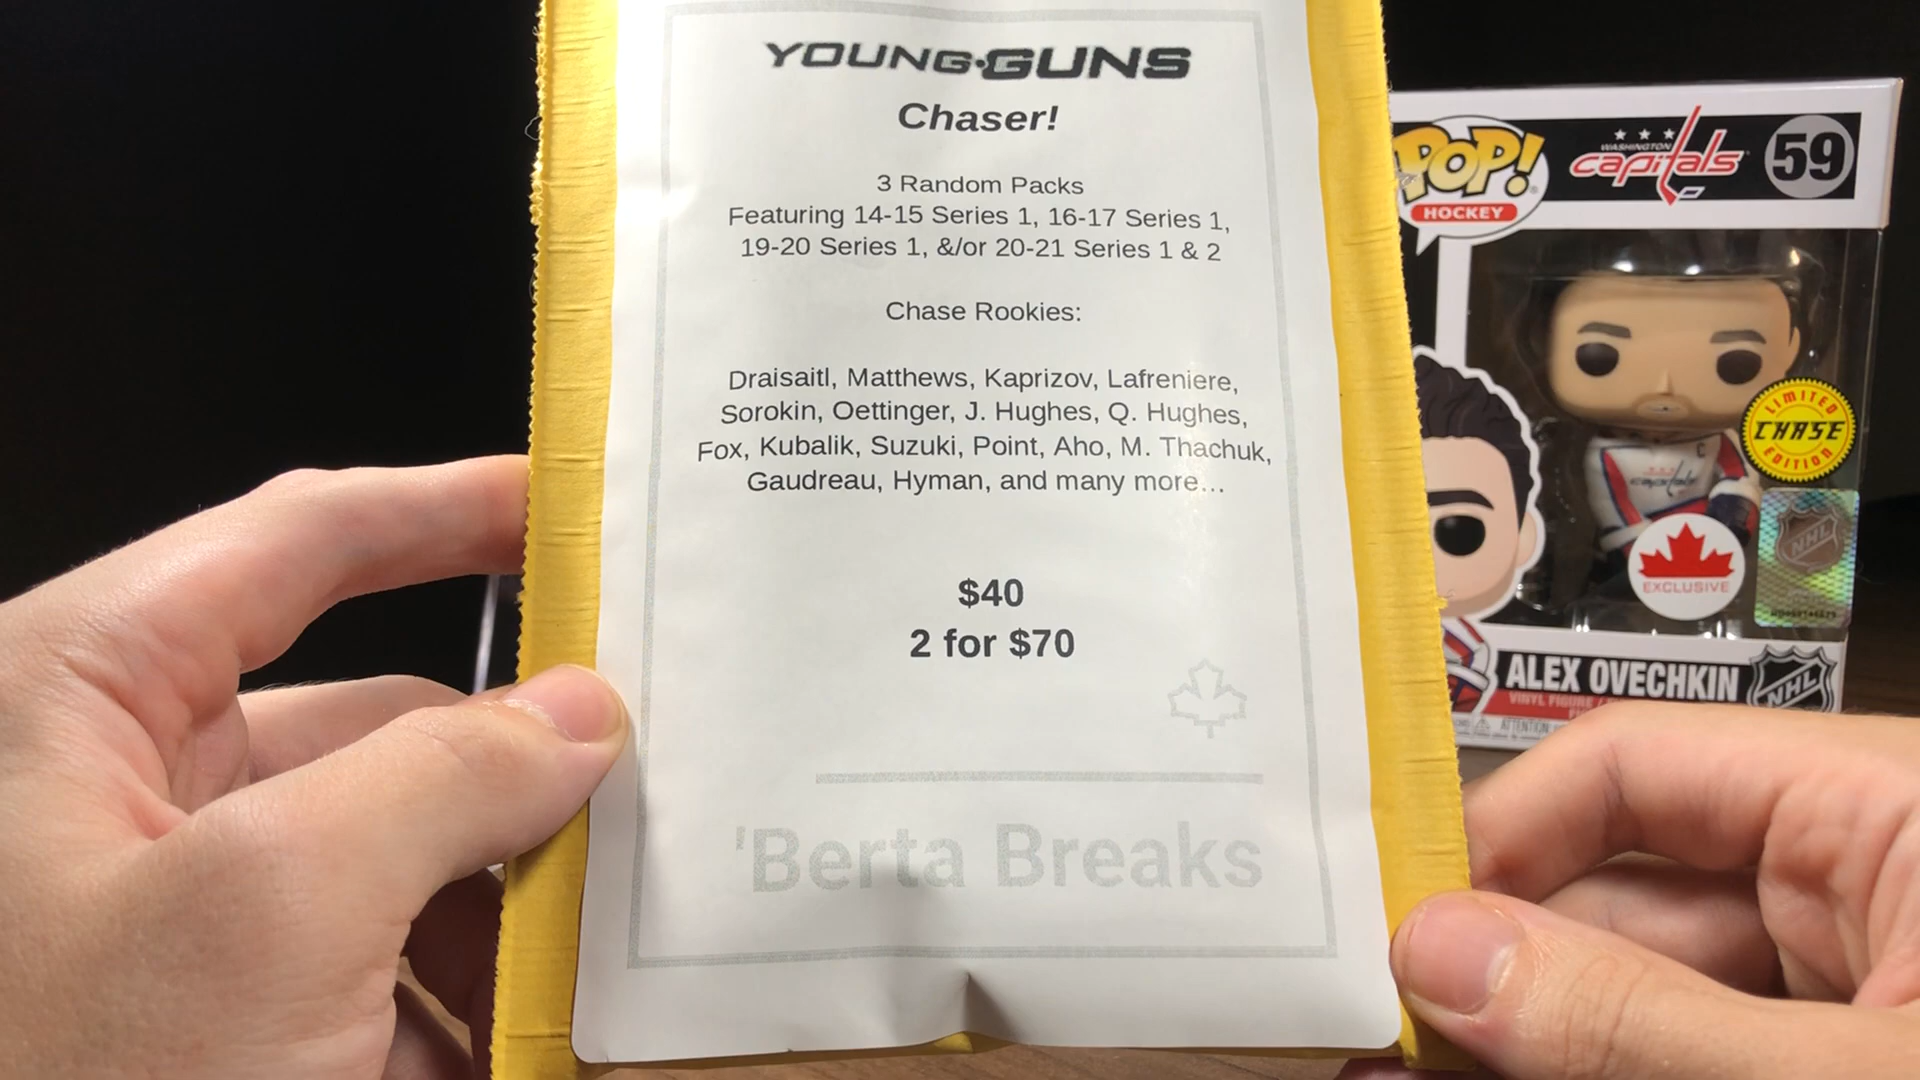 YOUNG GUNS
Chaser!
3 Random Packs
Featuring 14-15 Series 1, 16-17 Series 1,
19-20 Series 1, &/or 20-21 Series 1 & 2
Chase Rookies:
Draisaitl, Matthews, Kaprizov, Lafreniere,
Sorokin, Oettinger, J. Hughes, Q. Hughes,
Fox, Kubalik, Suzuki, Point, Aho, M. Thachuk,
Gaudreau, Hyman, and many more...
$40
2 for $70
'Berta Breaks
POP!
HOCKEY
WASHINGTON
capitals
59
LIMITED
CHASE
EDITION
C
capitals
NHL
EXCLUSIVE
ALEX OVECHKIN
NHL
VINYL FIGURE /
ATTENTION